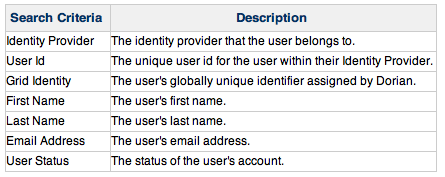 Search Criteria Description
Identity Provider The identity provider that the user belongs to.
User Id The unique user id for the user within their Identity Provider.
Grid Identity The user's globally unique identifier assigned by Dorian.
First Name The user's first name.
Last Name The user's last name.
Email Address The user's email address.
User Status The status of the user's account.